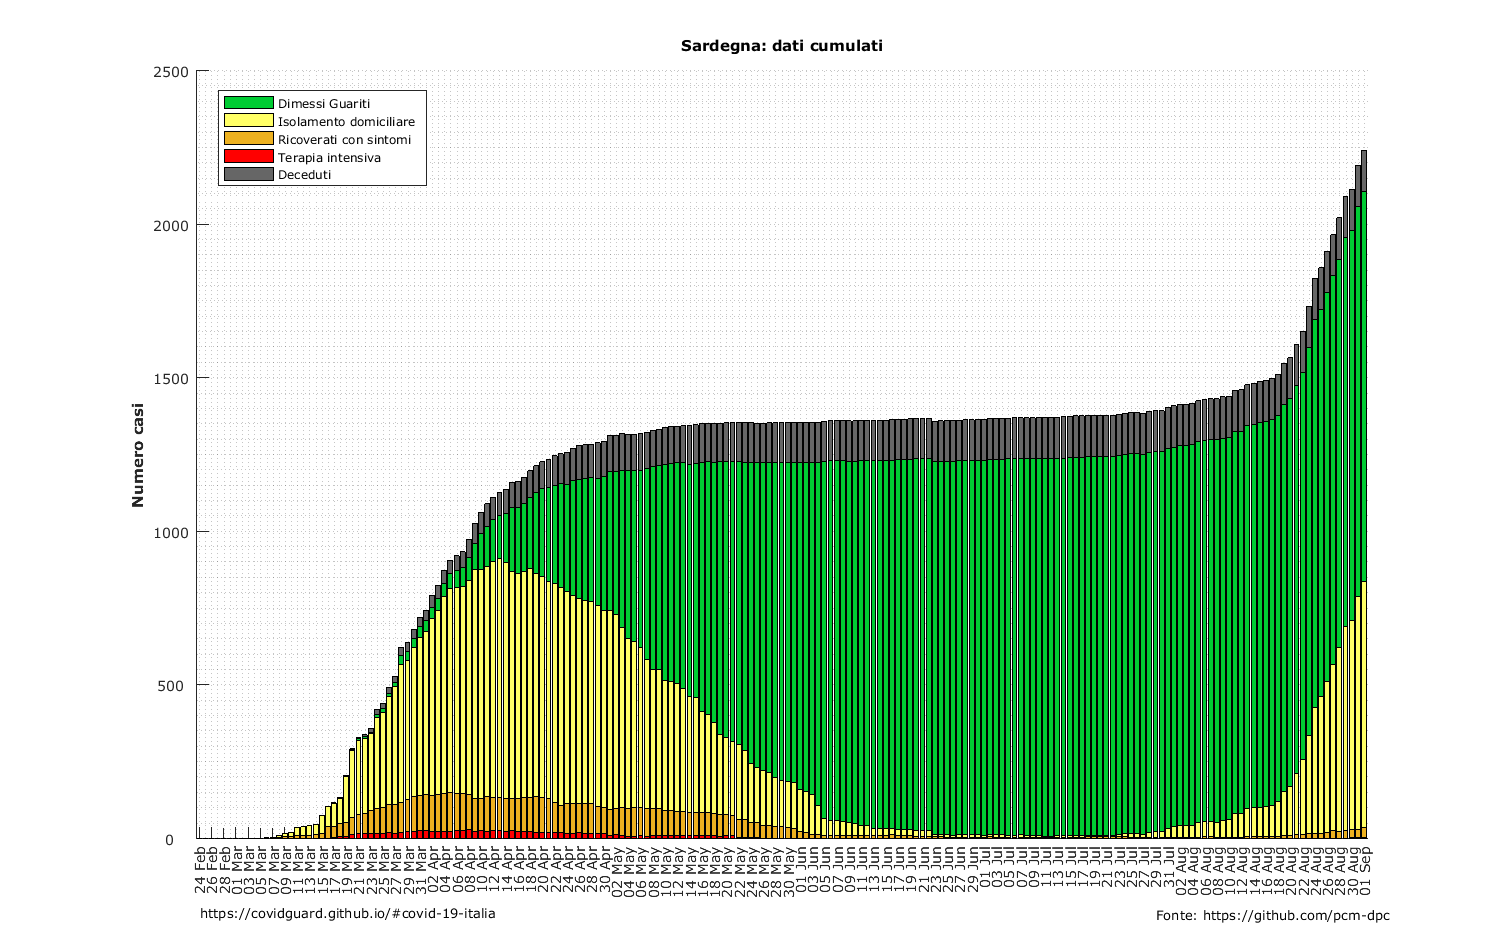 Sardegna: dati cumulati
2500
2000
1500
1000
500
0
Numero casi
Dimessi Guariti
Isolamento domiciliare
Ricoverati con sintomi
Terapia intensiva
Deceduti
24 Feb
26 Feb
28 Feb
01 Mar
03 Mar
05 Mar
07 Mar
09 Mar
11 Mar
13 Mar
15 Mar
17 Mar
19 Mar
21 Mar
23 Mar
25 Mar
27 Mar
29 Mar
31 Mar
02 Apr
04 Apr
06 Apr
08 Apr
10 Apr
12 Apr
14 Apr
16 Apr
18 Apr
20 Apr
22 Apr
24 Apr
26 Apr
28 Apr
30 Apr
02 May
04 May
06 May
08 May
10 May
12 May
14 May
16 May
18 May
20 May
22 May
24 May
26 May
28 May
30 May
01 Jun
03 Jun
05 Jun
07 Jun
09 Jun
11 Jun
13 Jun
15 Jun
17 Jun
19 Jun
21 Jun
23 Jun
25 Jun
27 Jun
29 Jun
01 Jul
03 Jul
05 Jul
07 Jul
09 Jul
11 Jul
13 Jul
15 Jul
17 Jul
19 Jul
21 Jul
23 Jul
25 Jul
27 Jul
29 Jul
31 Jul
02 Aug
04 Aug
06 Aug
08 Aug
10 Aug
12 Aug
14 Aug
16 Aug
18 Aug
20 Aug
22 Aug
24 Aug
26 Aug
28 Aug
30 Aug
01 Sep
https://covidguard.github.io/#covid-19-italia
Fonte: https://github.com/pcm-dpc